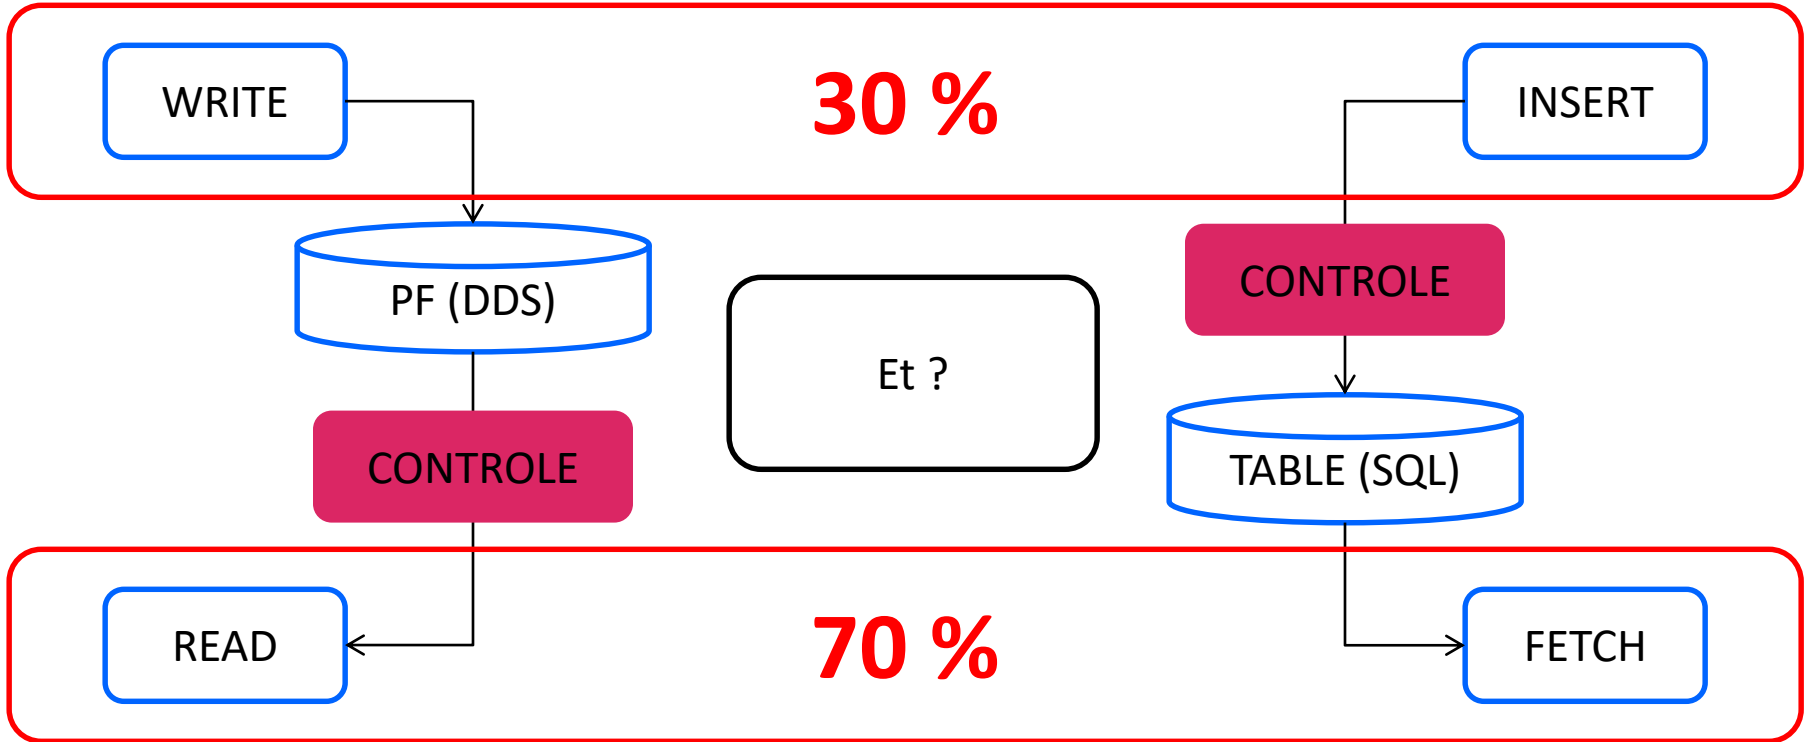 WRITE
30 %
INSERT
PF (DDS)
CONTROLE
Et ?
CONTROLE
TABLE (SQL)
READ
70 %
FETCH